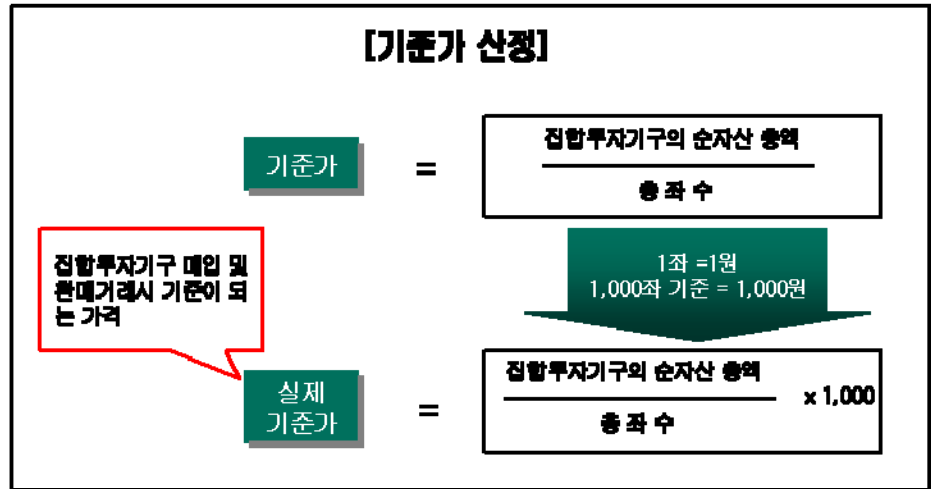 [기준가 산정]
기준가
=
집합투자기구의 순자산 총액
총 좌 수
1좌 =1원
1,000좌 기준 = 1,000원
집합투자기구 매입 및
환매거래시 기준이 되
는 가격
실제
기준가
=
집합투자기구의 순자산 총액
총 좌 수
x 1,000